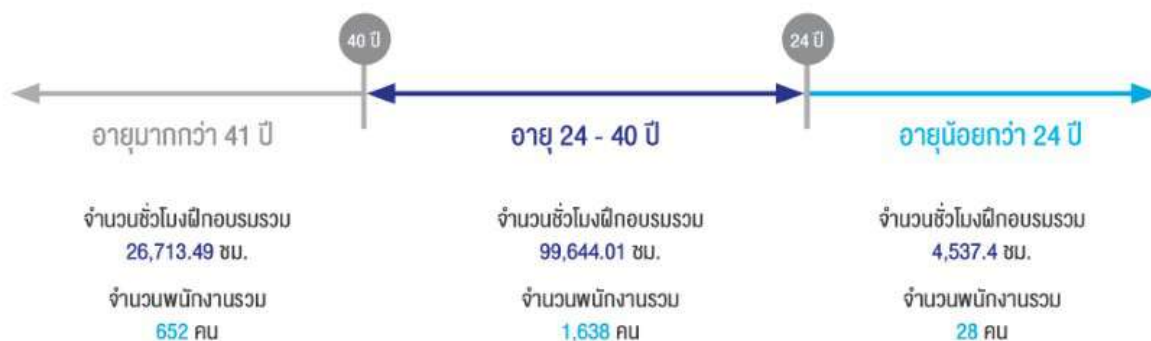 40 ปี
24 ปี
อายุมากกว่า 41 ปี
อายุ 24 - 40 ปี
อายุน้อยกว่า 24 ปี
จำนวนชั่วโมงฝึกอบรมรวม
26,713.49 ชม.
จำนวนพนักงานรวม
652 คน
จำนวนชั่วโมงฝึกอบรมรวม
99,644.01 ชม.
จำนวนพนักงานรวม
1,638 คน
จำนวนชั่วโมงฝึกอบรมรวม
4,537.4 ชม.
จำนวนพนักงานรวม
28 คน